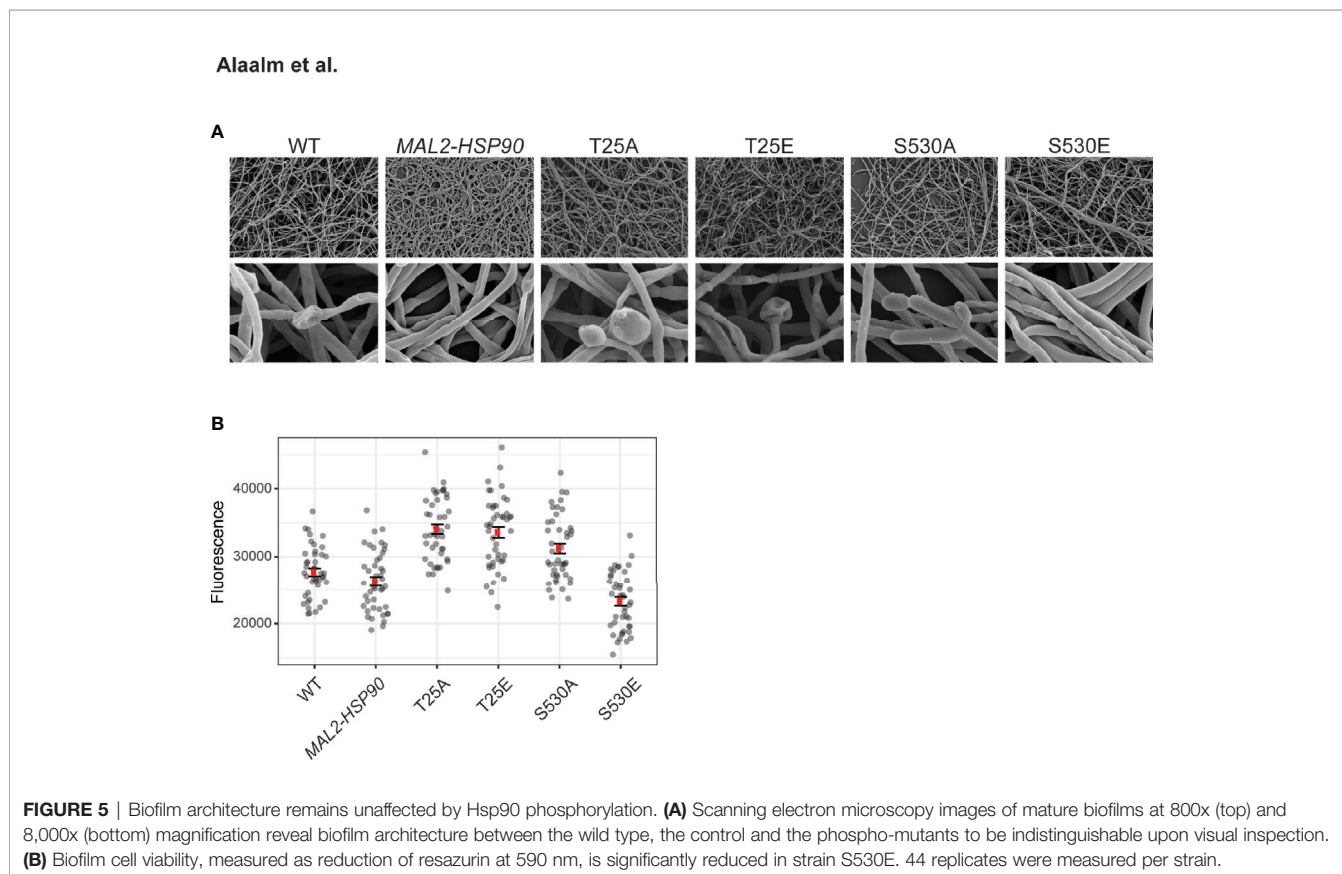 Alaalm et al.
A
WT MAL2-HSP90 T25A T25E S530A S530E
B
Fluorescence
40000
30000
20000
WT MAL2-HSP90 T25A T25E S530A S530E
FIGURE 5 | Biofilm architecture remains unaffected by Hsp90 phosphorylation. (A) Scanning electron microscopy images of mature biofilms at 800x (top) and
8,000x (bottom) magnification reveal biofilm architecture between the wild type, the control and the phospho-mutants to be indistinguishable upon visual inspection.
(B) Biofilm cell viability, measured as reduction of resazurin at 590 nm, is significantly reduced in strain S530E. 44 replicates were measured per strain.